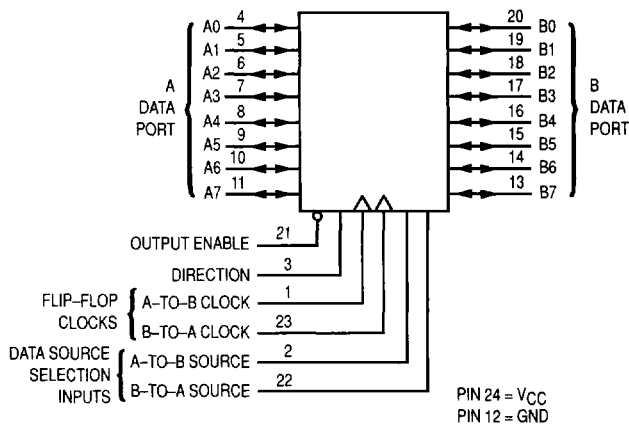 A0 4 20 B0
A1 5 19 B1
A2 6 18 B2
A3 7 17 B3
A4 8 16 B4
A5 9 15 B5
A6 10 14 B6
A7 11 13 B7
A
DATA
PORT
B
DATA
PORT
OUTPUT ENABLE 21
DIRECTION 3
FLIP–FLOP
CLOCKS
A–TO–B CLOCK 1
B–TO–A CLOCK 23
DATA SOURCE
SELECTION
INPUTS
A–TO–B SOURCE 2
B–TO–A SOURCE 22
PIN 24 = VCC
PIN 12 = GND